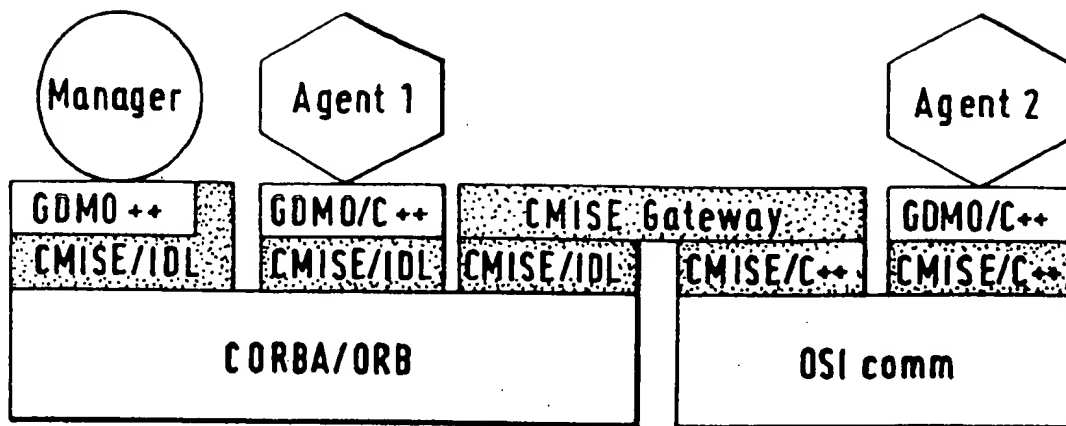 Manager
Agent 1
Agent 2
GDMO ++
GDMO/C ++
CMISE Gateway
GDMO/C++
CMISE/IDL
CMISE/IDL
CMISE/IDL
CMISE/C++
CMISE/C++
CORBA/ORB
OSI comm